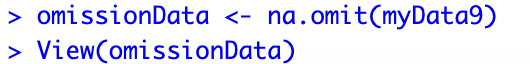 > omissionData <- na.omit(myData9)
> View(omissionData)